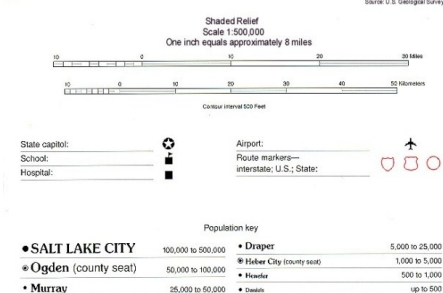 Source: U.S. Geological Survey
Shaded Relief
Scale 1:500,000
One inch equals approximately 8 miles
10 0 10 20 30 Miles
10 0 10 20 30 40 50 Kilometers
Contour interval 500 Feet
State capitol:
School:
Hospital:
Airport:
Route markers—
interstate; U.S.; State:
Population key
SALT LAKE CITY 100,000 to 500,000
Ogden (county seat) 50,000 to 100,000
Murray 25,000 to 50,000
Draper 5,000 to 25,000
Heber City (county seat) 1,000 to 5,000
Henefer 500 to 1,000
up to 500